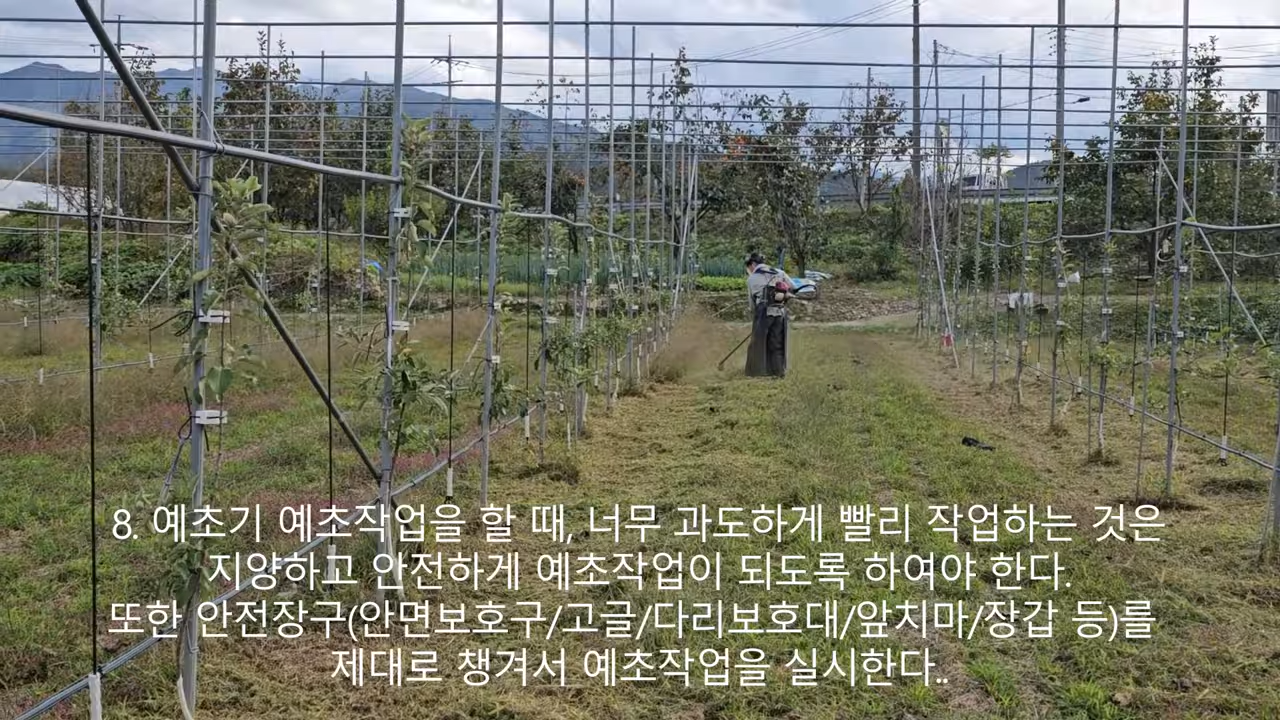 8. 예초기 예초작업을 할 때, 너무 과도하게 빨리 작업하는 것은
지양하고 안전하게 예초작업이 되도록 하여야 한다.
또한 안전장구(안면보호구/고글/다리보호대/앞치마/장갑 등)를
제대로 챙겨서 예초작업을 실시한다..